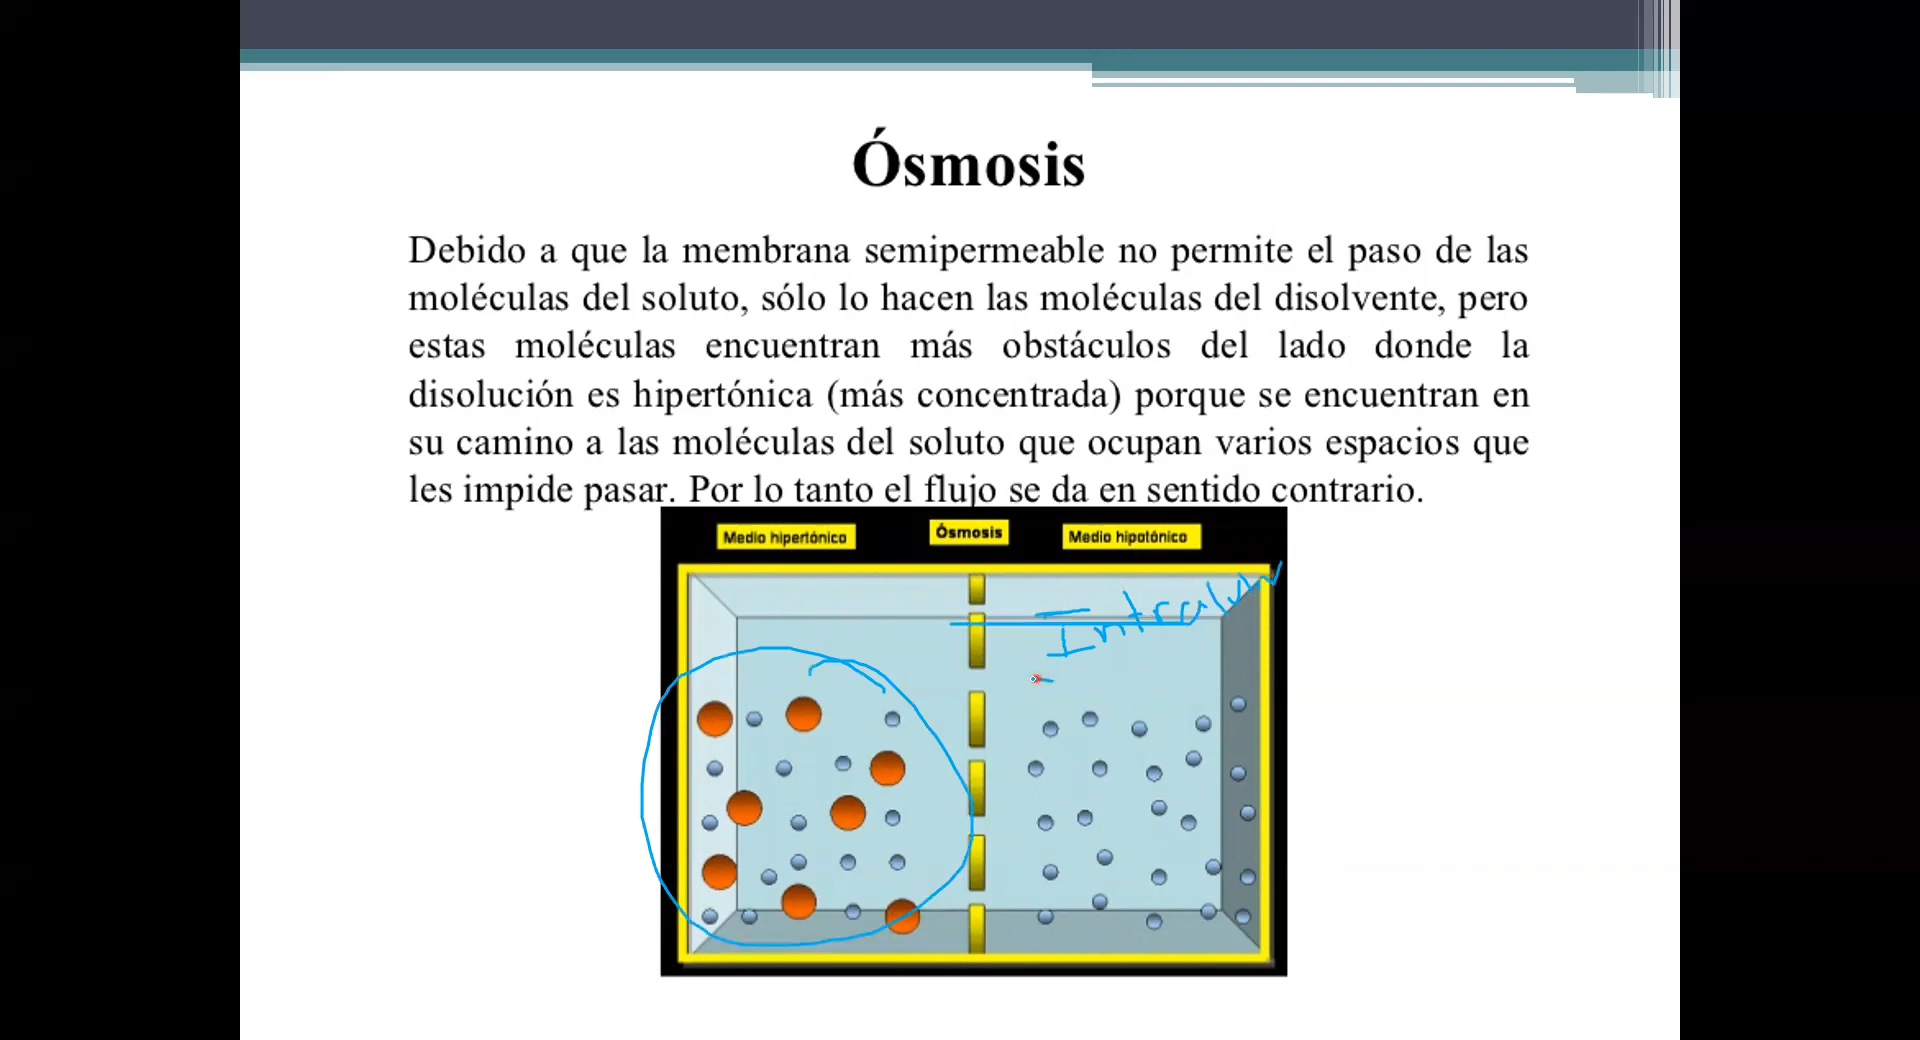 Ósmosis
Debido a que la membrana semipermeable no permite el paso de las
moléculas del soluto, sólo lo hacen las moléculas del disolvente, pero
estas moléculas encuentran más obstáculos del lado donde la
disolución es hipertónica (más concentrada) porque se encuentran en
su camino a las moléculas del soluto que ocupan varios espacios que
les impide pasar. Por lo tanto el flujo se da en sentido contrario.
Medio hipertónico
Ósmosis
Medio hipotónico